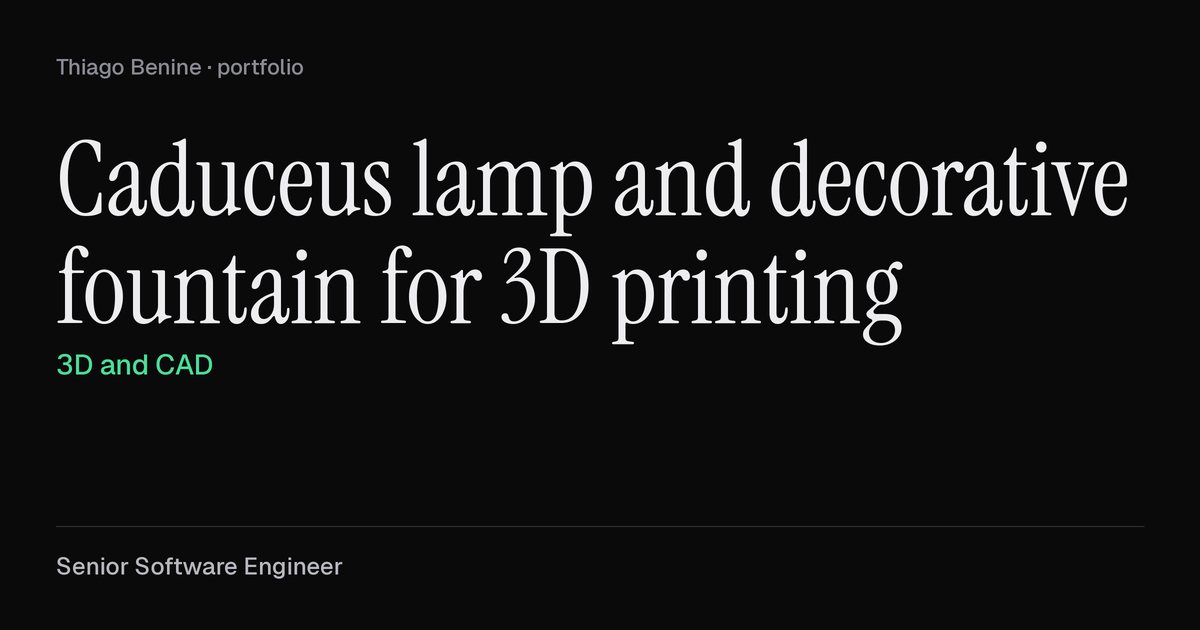 Thiago Benine · portfolio
Caduceus lamp and decorative
fountain for 3D printing
3D and CAD
Senior Software Engineer